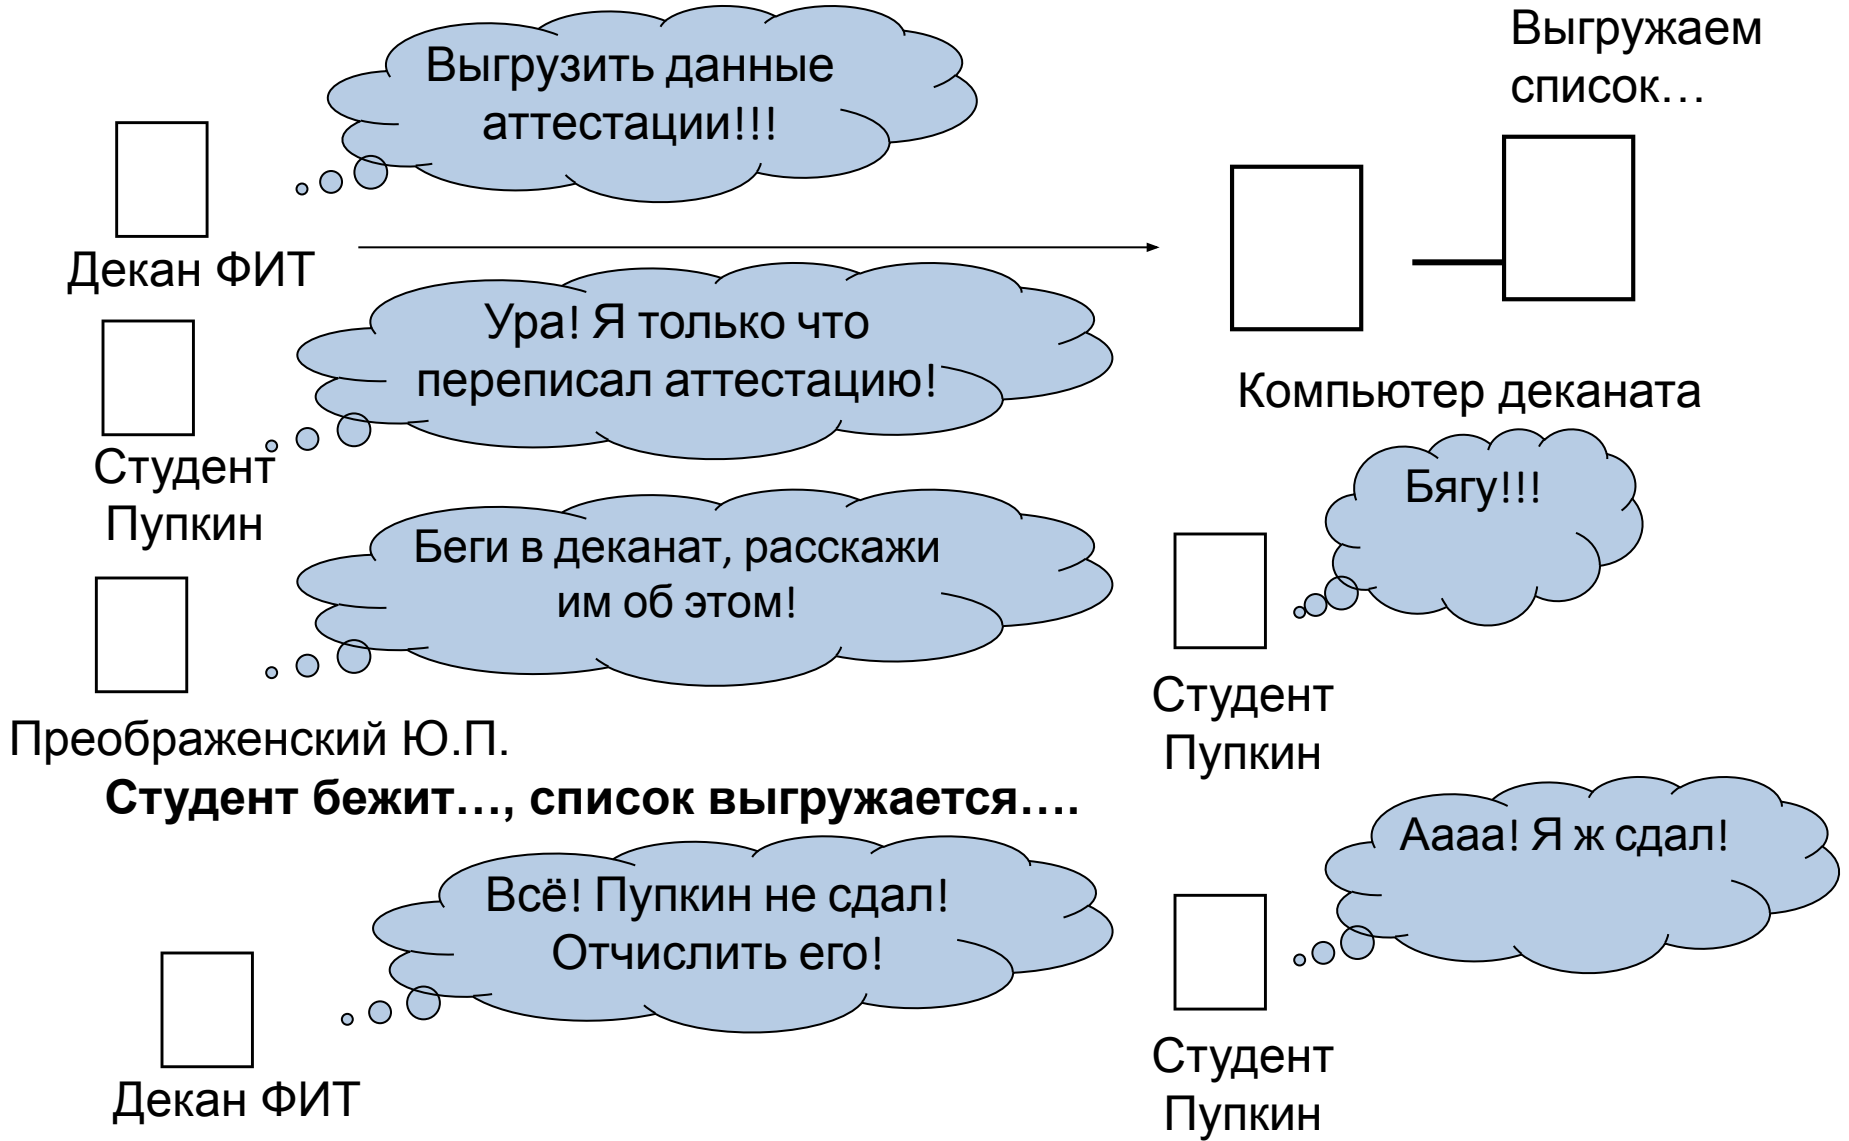 Выгрузить данные
аттестации!!!
Выгружаем
список…
Декан ФИТ
Ура! Я только что
переписал аттестацию!
Компьютер деканата
Студент
Пупкин
Бягу!!!
Беги в деканат, расскажи
им об этом!
Преображенский Ю.П.
Студент
Пупкин
Студент бежит…, список выгружается….
Аааа! Я ж сдал!
Всё! Пупкин не сдал!
Отчислить его!
Декан ФИТ
Студент
Пупкин